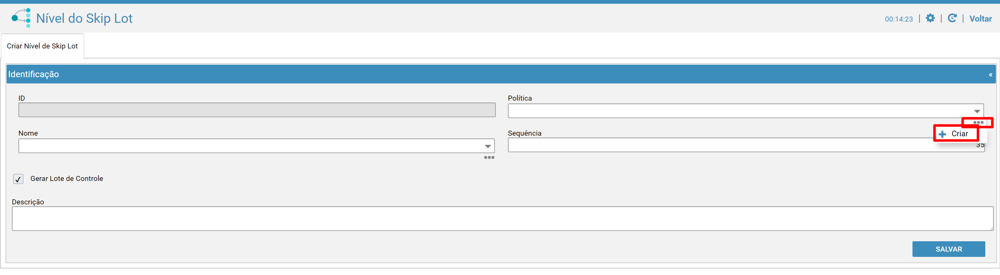 Nível do Skip Lot
00:14:23 | | | Voltar
Criar Nível de Skip Lot
Identificação «
ID
Política
Nome
Sequência
Criar
35
Gerar Lote de Controle
Descrição
SALVAR